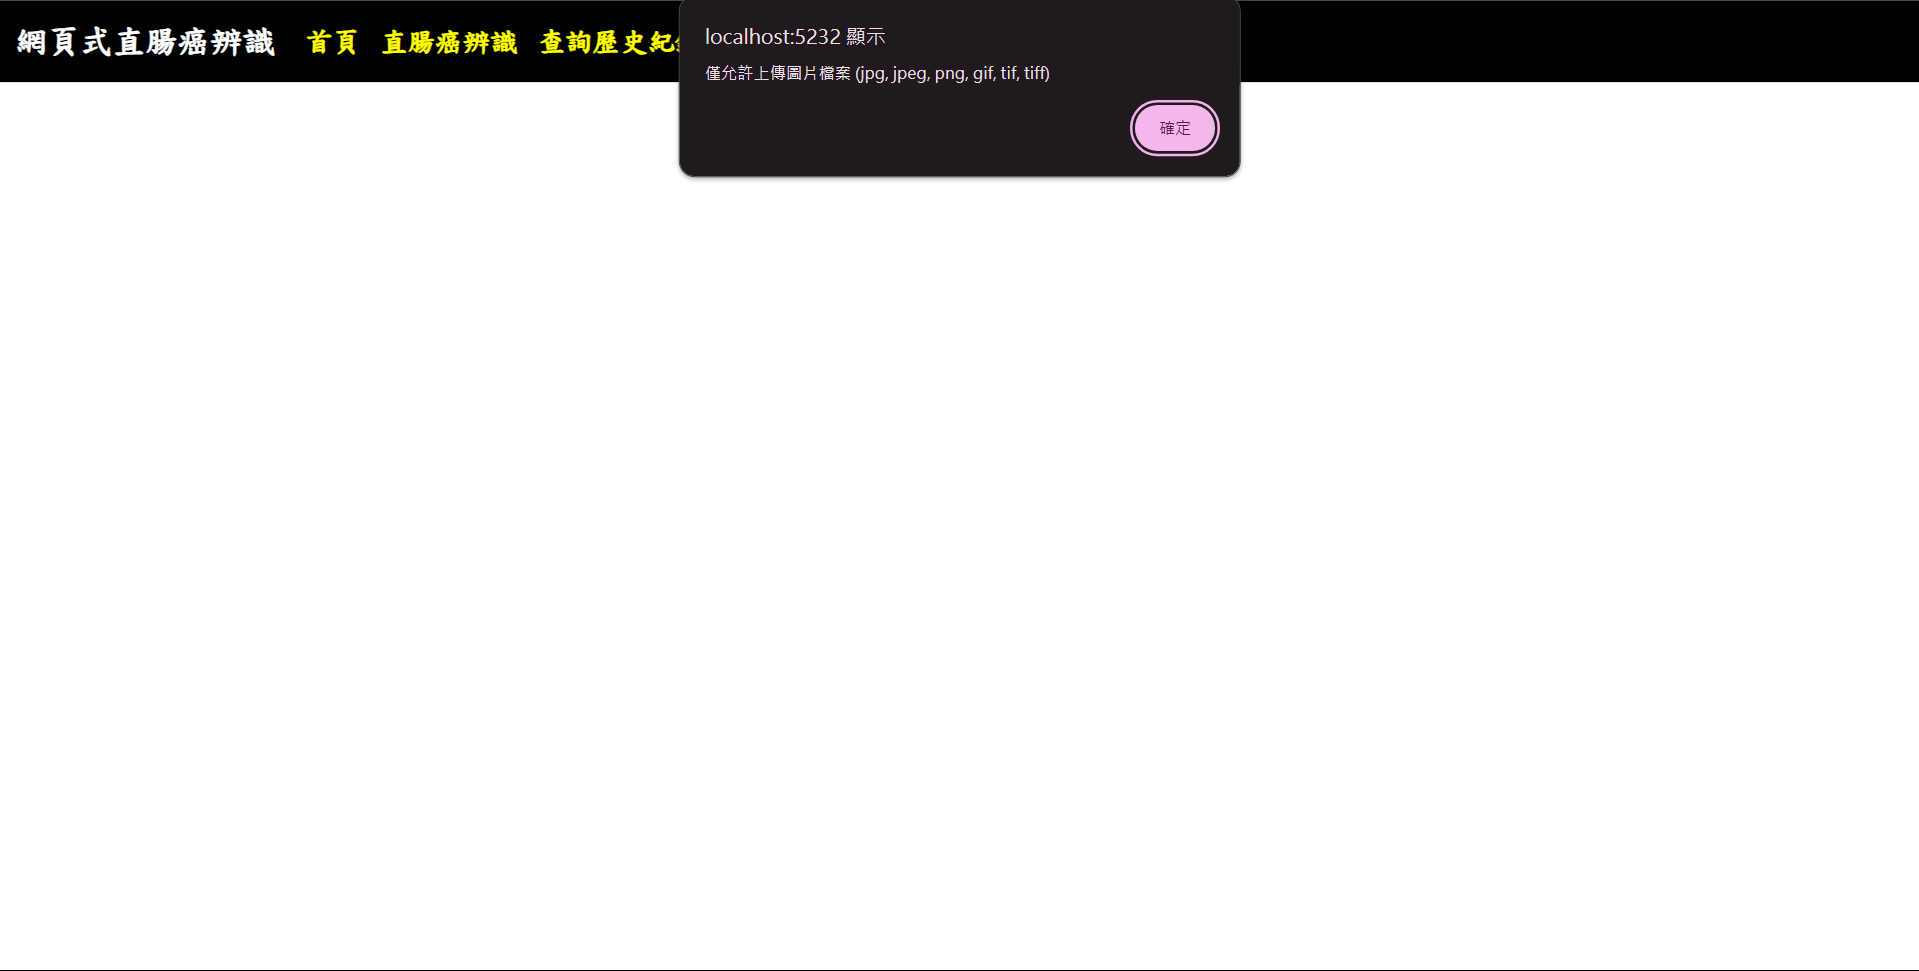 網頁式直腸癌辨識 首頁 直腸癌辨識 查詢歷史紀
localhost:5232 顯示
僅允許上傳圖片檔案 (jpg, jpeg, png, gif, tif, tiff)
確定